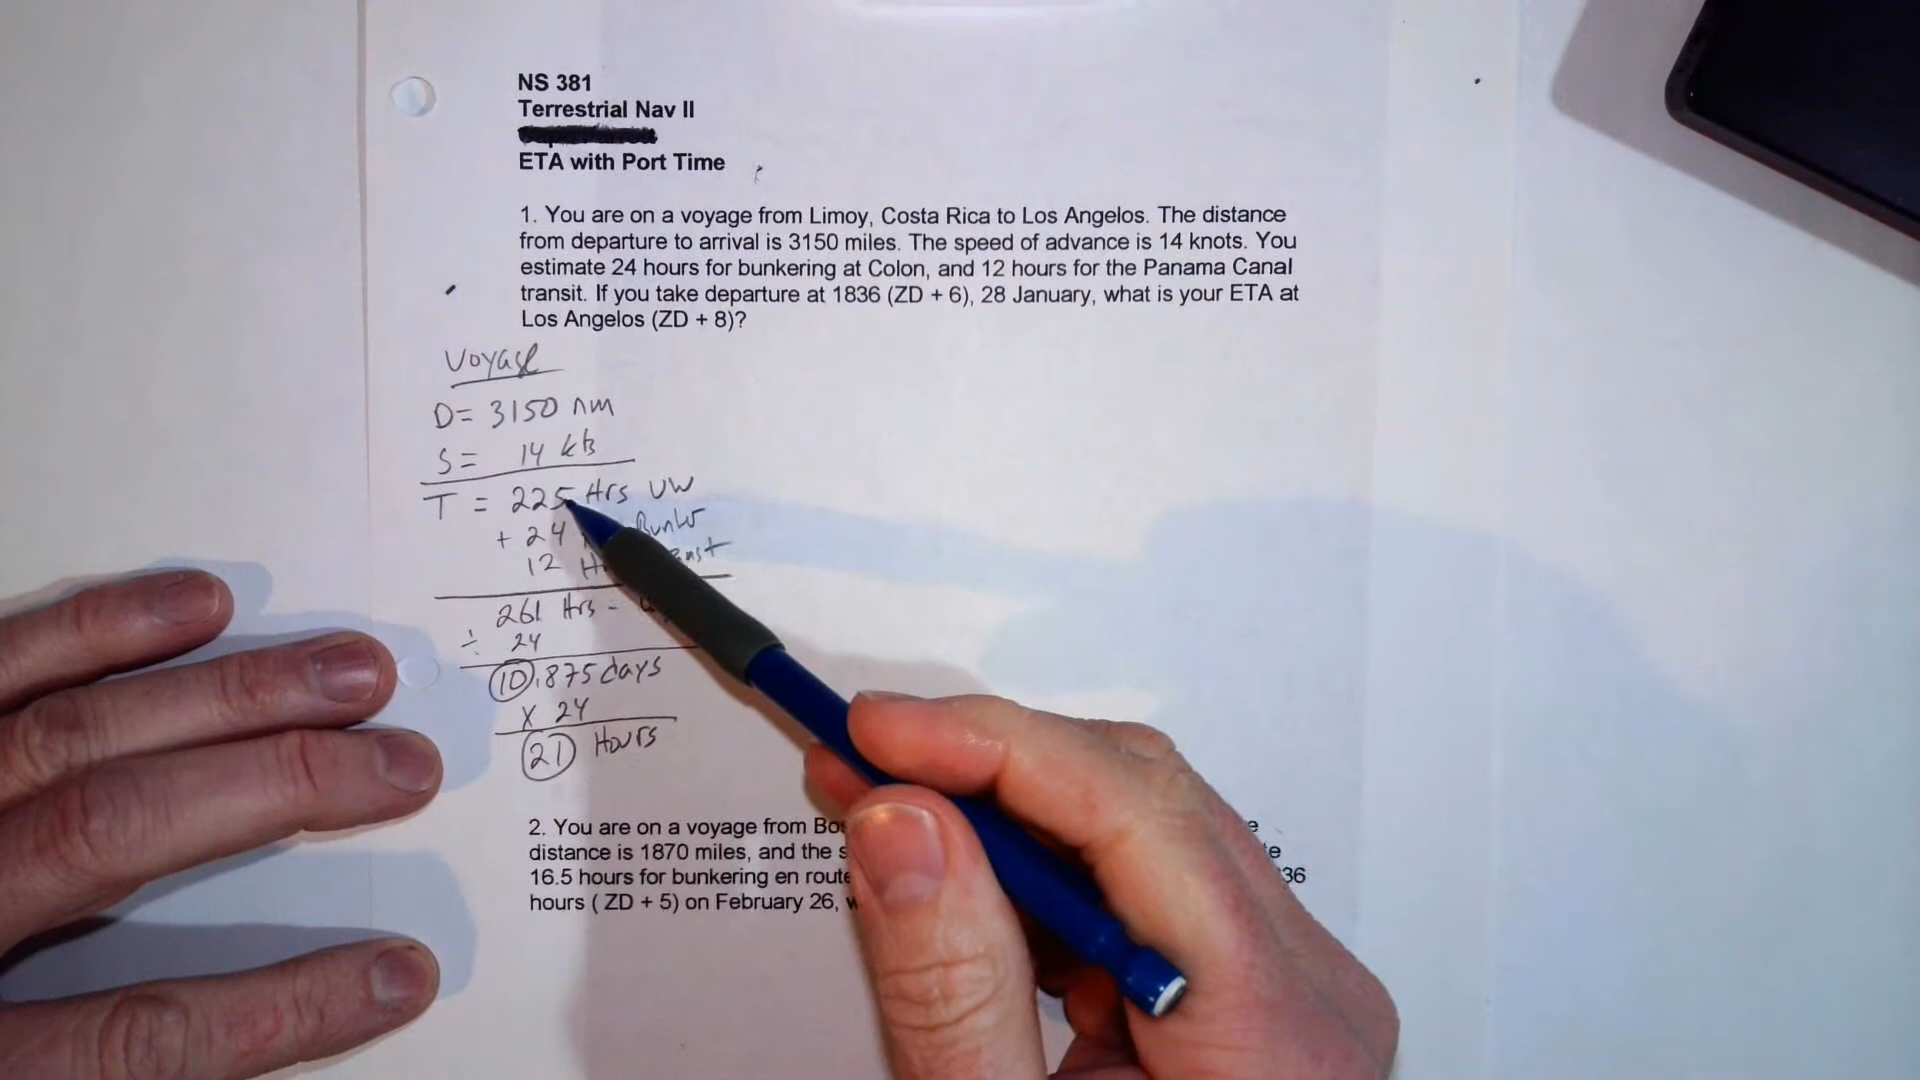 NS 381
Terrestrial Nav II
ETA with Port Time
1. You are on a voyage from Limoy, Costa Rica to Los Angelos. The distance
from departure to arrival is 3150 miles. The speed of advance is 14 knots. You
estimate 24 hours for bunkering at Colon, and 12 hours for the Panama Canal
transit. If you take departure at 1836 (ZD + 6), 28 January, what is your ETA at
Los Angelos (ZD + 8)?
Voyage
D= 3150 nm
S= 14 kts
T = 225 Hrs UW
+ 24 Bunker
12
261 Hrs -
÷ 24
10.875 days
X 24
21 Hours
2. You are on a voyage from
distance is 1870 miles, and the
16.5 hours for bunkering en route 36
hours ( ZD + 5) on February 26,